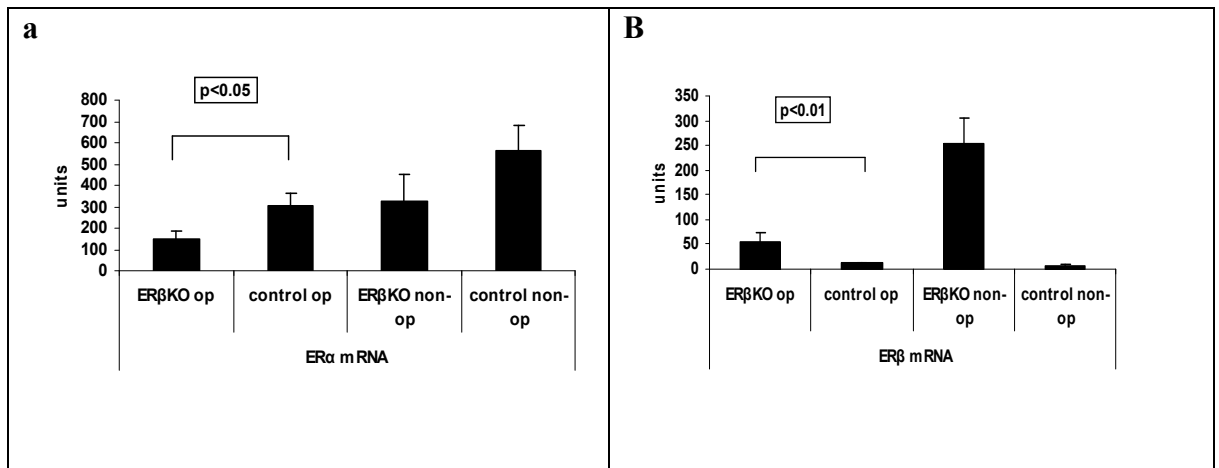 a
p<0.05
800
700
600
500
400
300
200
100
0
units
ERβKO op
control op
ERβKO non-
op
control non-
op
ERα mRNA
B
p<0.01
350
300
250
200
150
100
50
0
units
ERβKO op
control op
ERβKO non-
op
control non-
op
ERβ mRNA